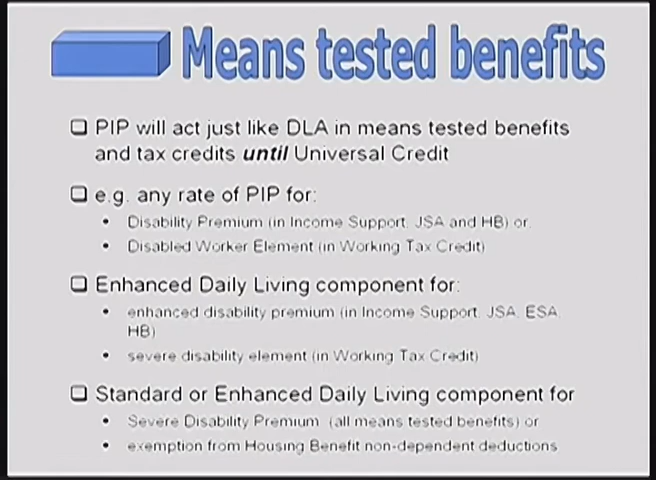 Means tested benefits
❑ PIP will act just like DLA in means tested benefits
and tax credits until Universal Credit
❑ e.g. any rate of PIP for:
• Disability Premium (in Income Support, JSA and HB) or
• Disabled Worker Element (in Working Tax Credit)
❑ Enhanced Daily Living component for:
• enhanced disability premium (in Income Support, JSA, ESA,
HB)
• severe disability element (in Working Tax Credit)
❑ Standard or Enhanced Daily Living component for
• Severe Disability Premium (all means tested benefits) or
• exemption from Housing Benefit non-dependent deductions